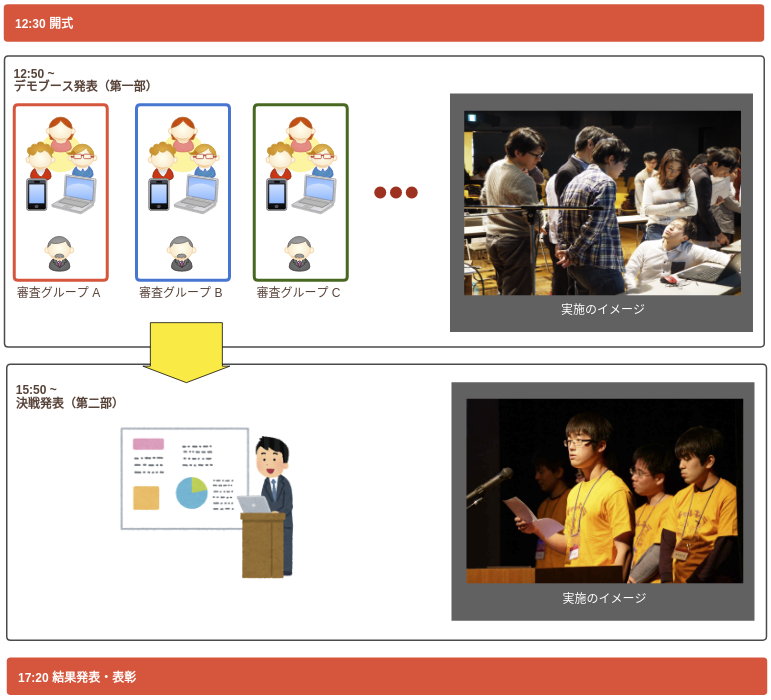 12:30 開式
12:50 ~
デモブース発表（第一部）
審査グループ A
審査グループ B
審査グループ C
実施のイメージ
15:50 ~
決戦発表（第二部）
実施のイメージ
17:20 結果発表・表彰